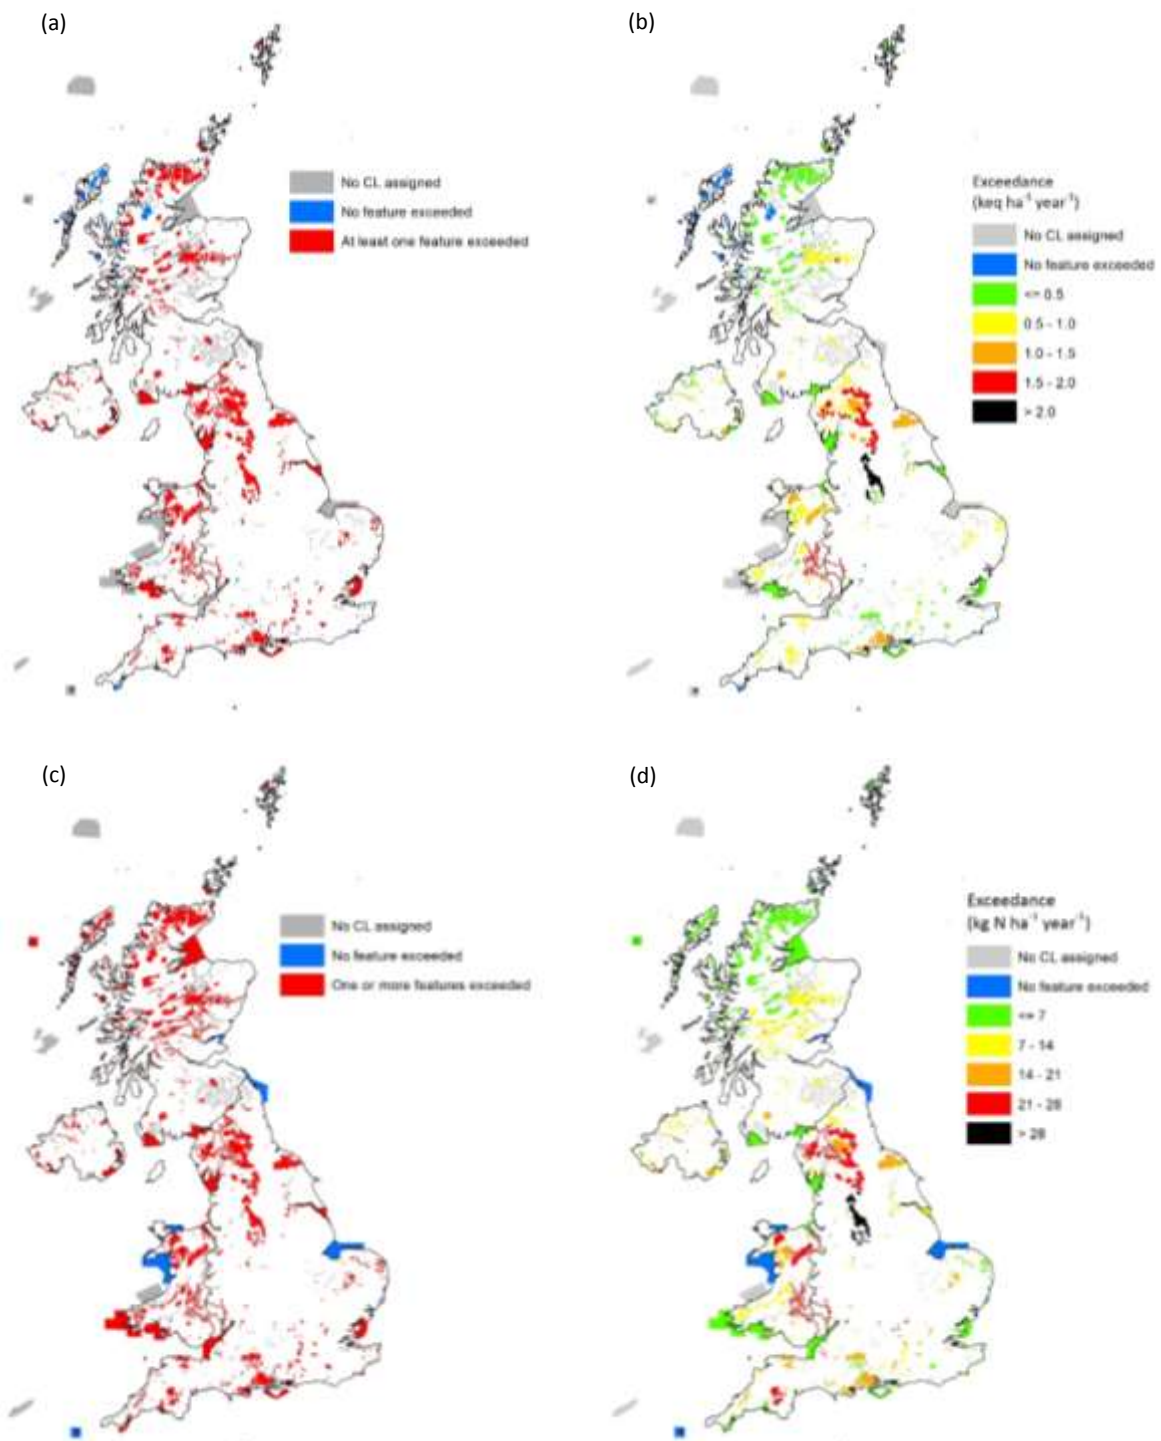 (a)
No CL assigned
No feature exceeded
At least one feature exceeded
(b)
Exceedance
(keq ha⁻¹ year⁻¹)
No CL assigned
No feature exceeded
<= 0.5
0.5 - 1.0
1.0 - 1.5
1.5 - 2.0
> 2.0
(c)
No CL assigned
No feature exceeded
One or more features exceeded
(d)
Exceedance
(kg N ha⁻¹ year⁻¹)
No CL assigned
No feature exceeded
<= 7
7 - 14
14 - 21
21 - 28
> 28